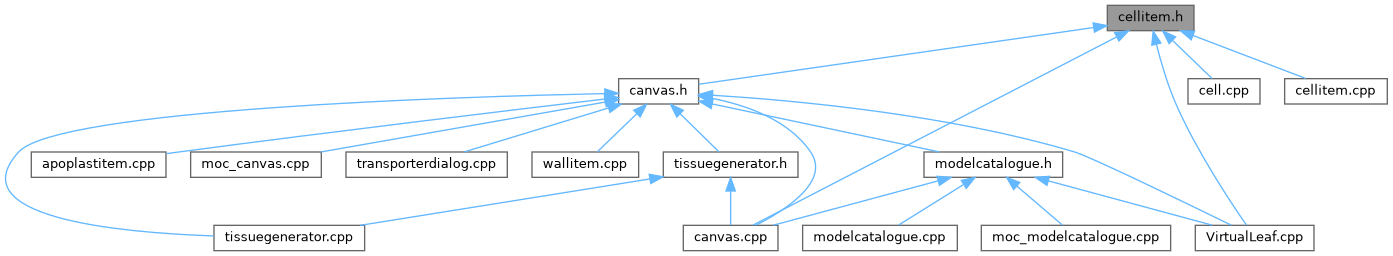 cellitem.h
canvas.h
cell.cpp
cellitem.cpp
apoplastitem.cpp
moc_canvas.cpp
transporterdialog.cpp
wallitem.cpp
tissuegenerator.h
modelcatalogue.h
tissuegenerator.cpp
canvas.cpp
modelcatalogue.cpp
moc_modelcatalogue.cpp
VirtualLeaf.cpp